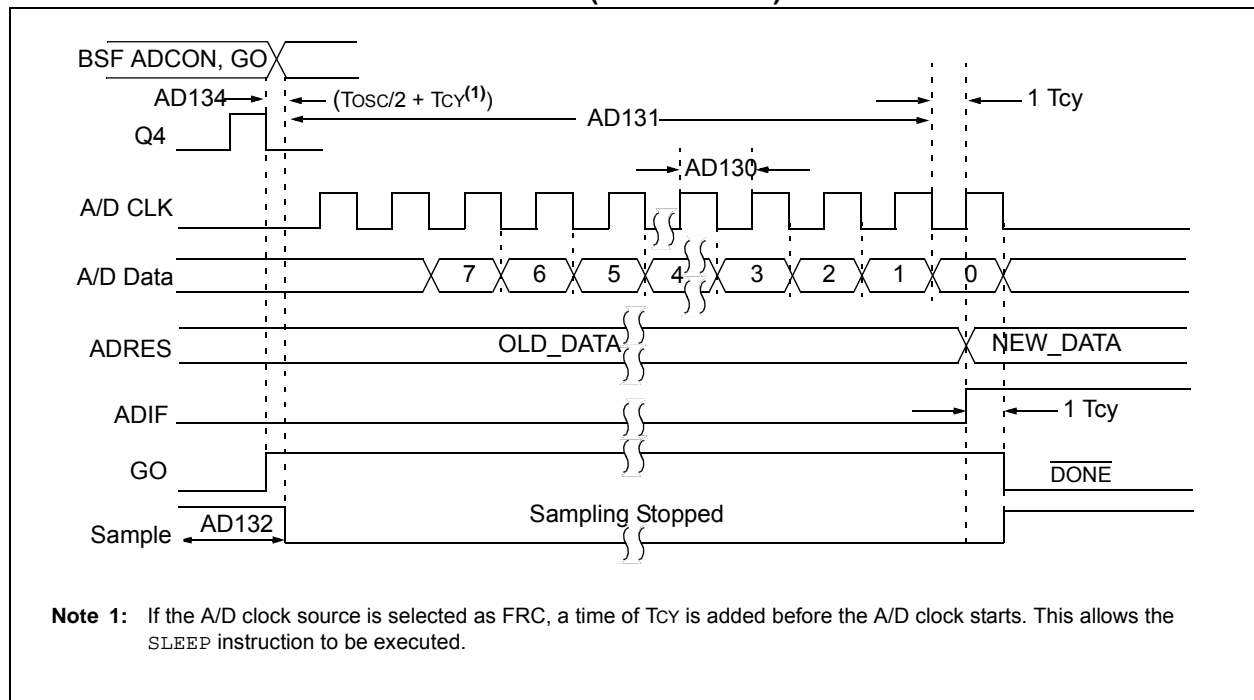 BSF ADCON, GO
AD134
(TOSC/2 + TCY(1))
AD131
1 Tcy
Q4
AD130
A/D CLK
A/D Data
7
6
5
4
3
2
1
0
ADRES
OLD_DATA
NEW_DATA
ADIF
1 Tcy
GO
DONE
Sample
AD132
Sampling Stopped
Note 1: If the A/D clock source is selected as FRC, a time of TCY is added before the A/D clock starts. This allows the
SLEEP instruction to be executed.